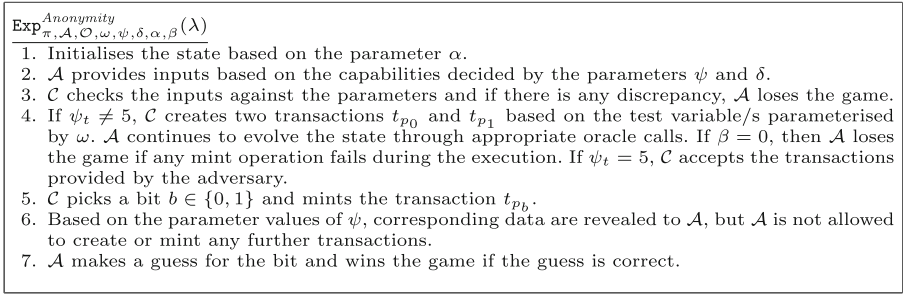 Exp^{Anonymity}_{π,𝒜,𝒪,ω,ψ,δ,α,β}(λ)
1. Initialises the state based on the parameter α.
2. 𝒜 provides inputs based on the capabilities decided by the parameters ψ and δ.
3. 𝒞 checks the inputs against the parameters and if there is any discrepancy, 𝒜 loses the game.
4. If ψ_t ≠ 5, 𝒞 creates two transactions t_{p_0} and t_{p_1} based on the test variable/s parameterised
by ω. 𝒜 continues to evolve the state through appropriate oracle calls. If β = 0, then 𝒜 loses
the game if any mint operation fails during the execution. If ψ_t = 5, 𝒞 accepts the transactions
provided by the adversary.
5. 𝒞 picks a bit b ∈ {0, 1} and mints the transaction t_{p_b}.
6. Based on the parameter values of ψ, corresponding data are revealed to 𝒜, but 𝒜 is not allowed
to create or mint any further transactions.
7. 𝒜 makes a guess for the bit and wins the game if the guess is correct.